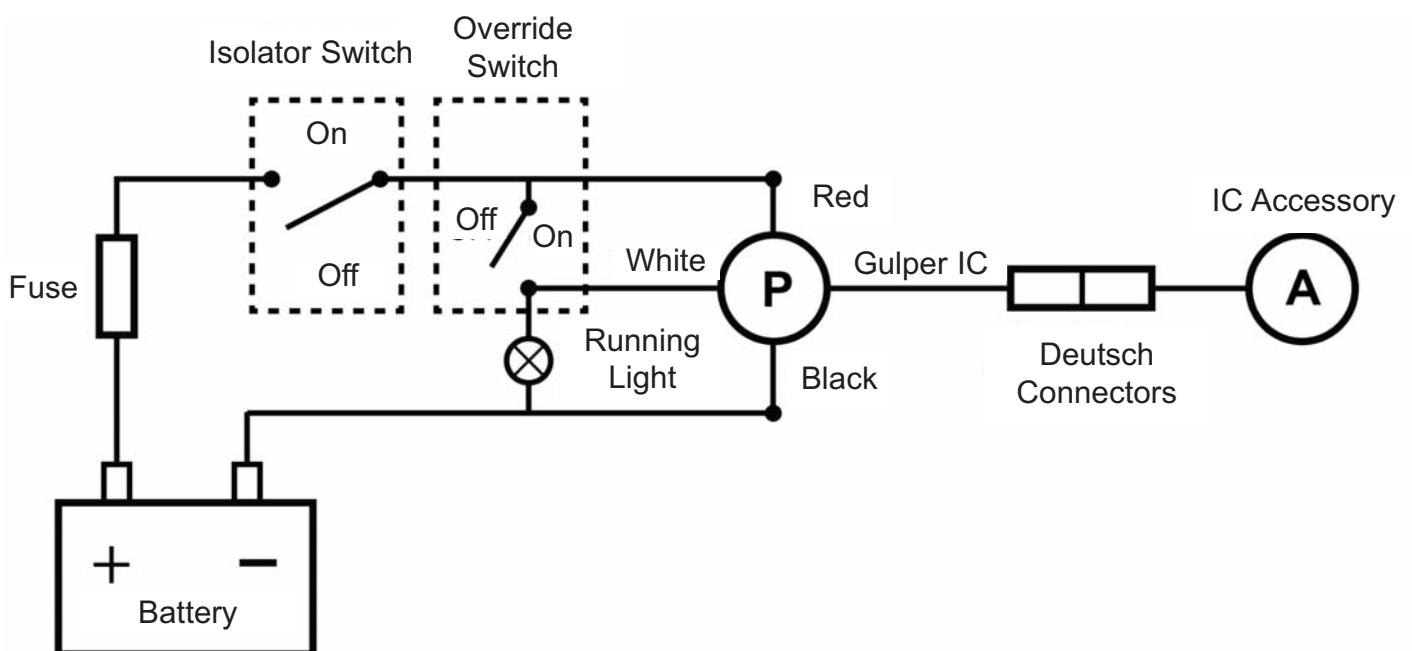 Isolator Switch
Override
Switch
On
Off
Off
On
Fuse
Red
White
Gulper IC
IC Accessory
P
A
Running
Light
Black
Deutsch
Connectors
+
−
Battery